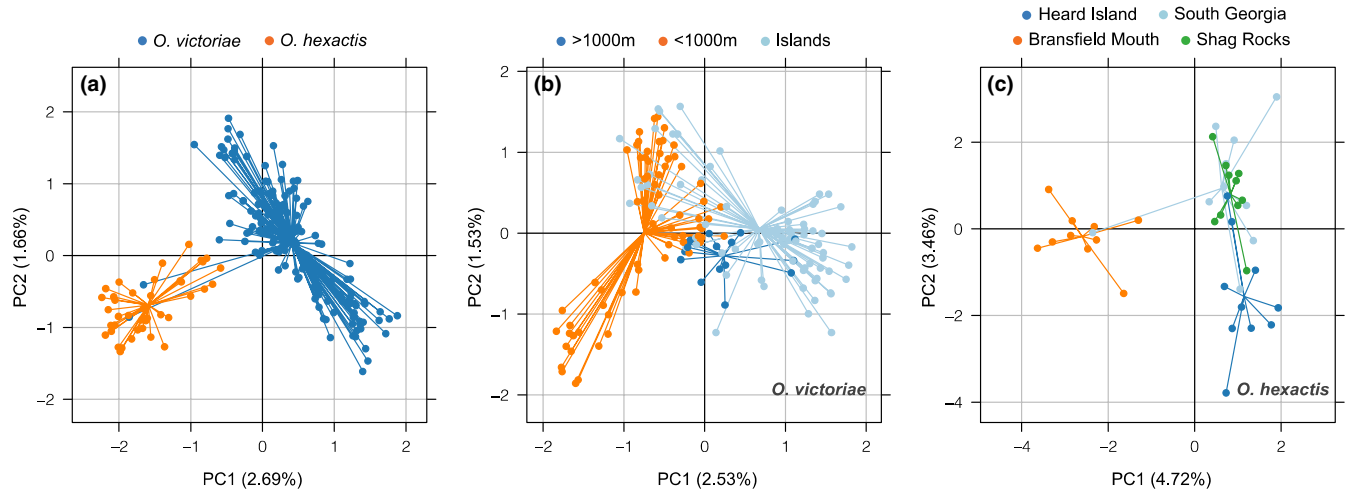 O. victoriae O. hexactis
(a)
2
1
0
−1
−2
−2 −1 0 1 2
PC1 (2.69%)
PC2 (1.66%)
>1000m <1000m Islands
(b)
2
1
0
−1
−2
−2 −1 0 1 2
PC1 (2.53%)
PC2 (1.53%)
O. victoriae
Heard Island South Georgia
Bransfield Mouth Shag Rocks
(c)
2
0
−2
−4
−4 −2 0 2
PC1 (4.72%)
PC2 (3.46%)
O. hexactis